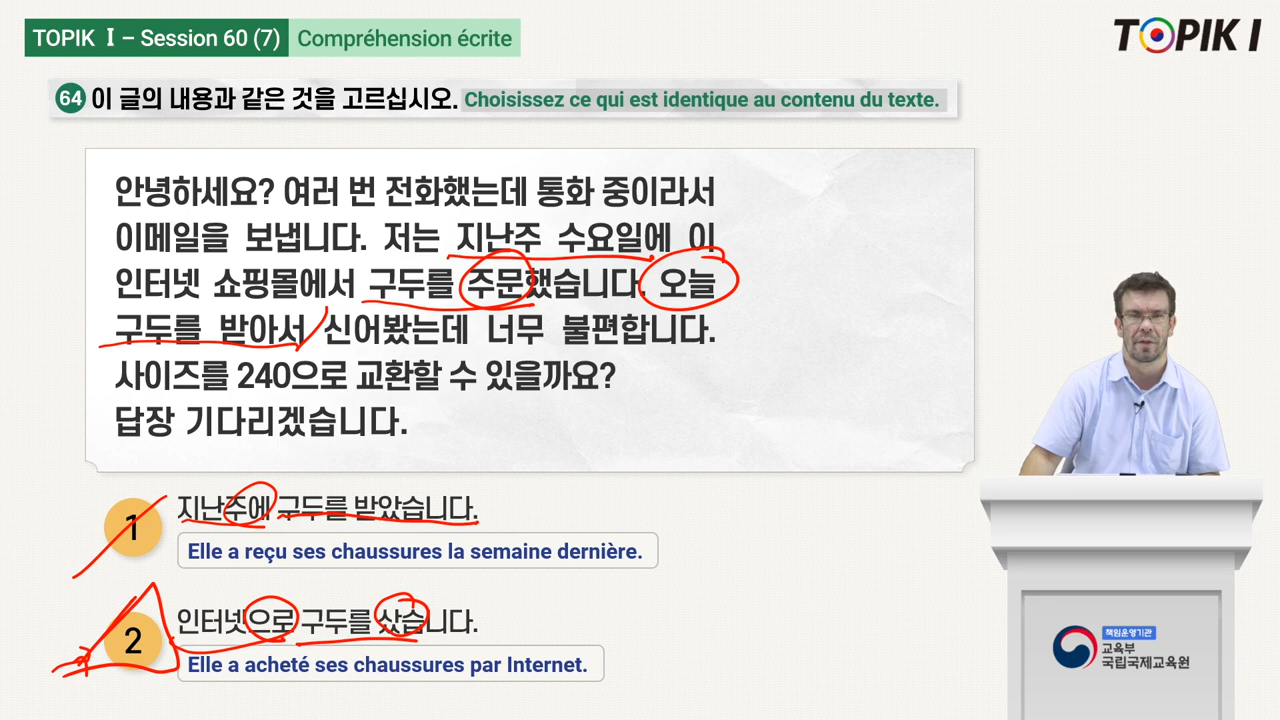 TOPIK Ⅰ – Session 60 (7) Compréhension écrite
TOPIK I
64 이 글의 내용과 같은 것을 고르십시오. Choisissez ce qui est identique au contenu du texte.
안녕하세요? 여러 번 전화했는데 통화 중이라서
이메일을 보냅니다. 저는 지난주 수요일에 이
인터넷 쇼핑몰에서 구두를 주문했습니다. 오늘
구두를 받아서 신어봤는데 너무 불편합니다.
사이즈를 240으로 교환할 수 있을까요?
답장 기다리겠습니다.
1 지난주에 구두를 받았습니다.
Elle a reçu ses chaussures la semaine dernière.
2 인터넷으로 구두를 샀습니다.
Elle a acheté ses chaussures par Internet.
책임운영기관
교육부
국립국제교육원